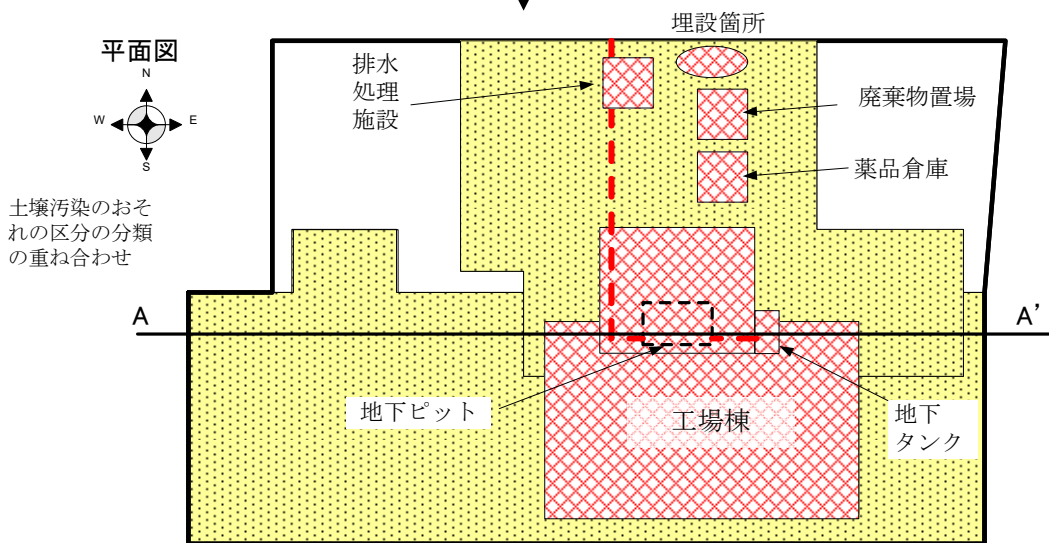 埋設箇所
平面図
N
W
E
S
排水
処理
施設
廃棄物置場
薬品倉庫
土壌汚染のおそ
れの区分の分類
の重ね合わせ
A
A'
地下ピット
工場棟
地下
タンク